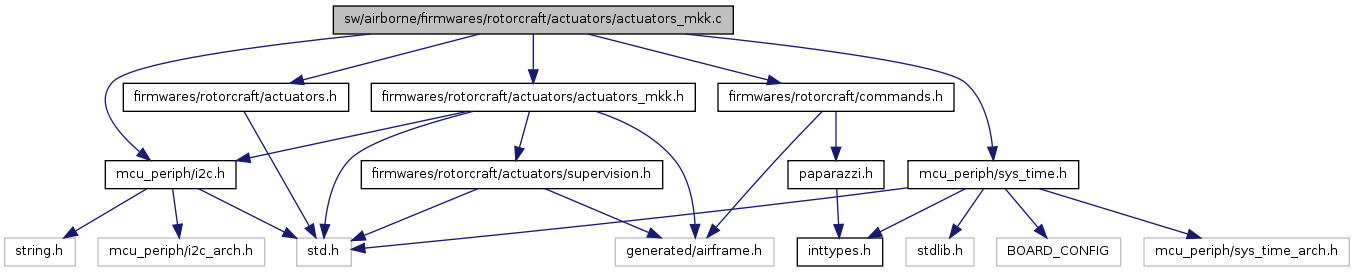 sw/airborne/firmwares/rotorcraft/actuators/actuators_mkk.c
firmwares/rotorcraft/actuators.h
firmwares/rotorcraft/actuators/actuators_mkk.h
firmwares/rotorcraft/commands.h
mcu_periph/i2c.h
firmwares/rotorcraft/actuators/supervision.h
paparazzi.h
mcu_periph/sys_time.h
string.h
mcu_periph/i2c_arch.h
std.h
generated/airframe.h
inttypes.h
stdlib.h
BOARD_CONFIG
mcu_periph/sys_time_arch.h